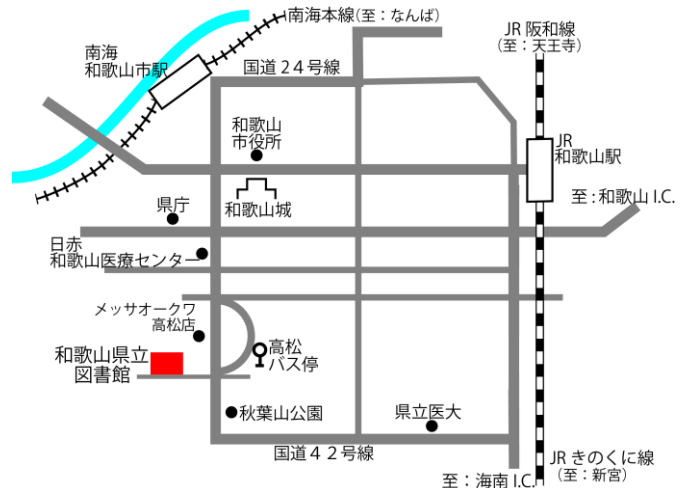 南海本線(至：なんば)
JR 阪和線
(至：天王寺)
南海
和歌山市駅
国道24号線
和歌山
市役所
JR
和歌山駅
和歌山城
県庁
至：和歌山 I.C.
日赤
和歌山医療センター
メッサオークワ
高松店
和歌山県立
図書館
高松
バス停
秋葉山公園
県立医大
国道４２号線
JR きのくに線
(至：新宮)
至：海南 I.C.